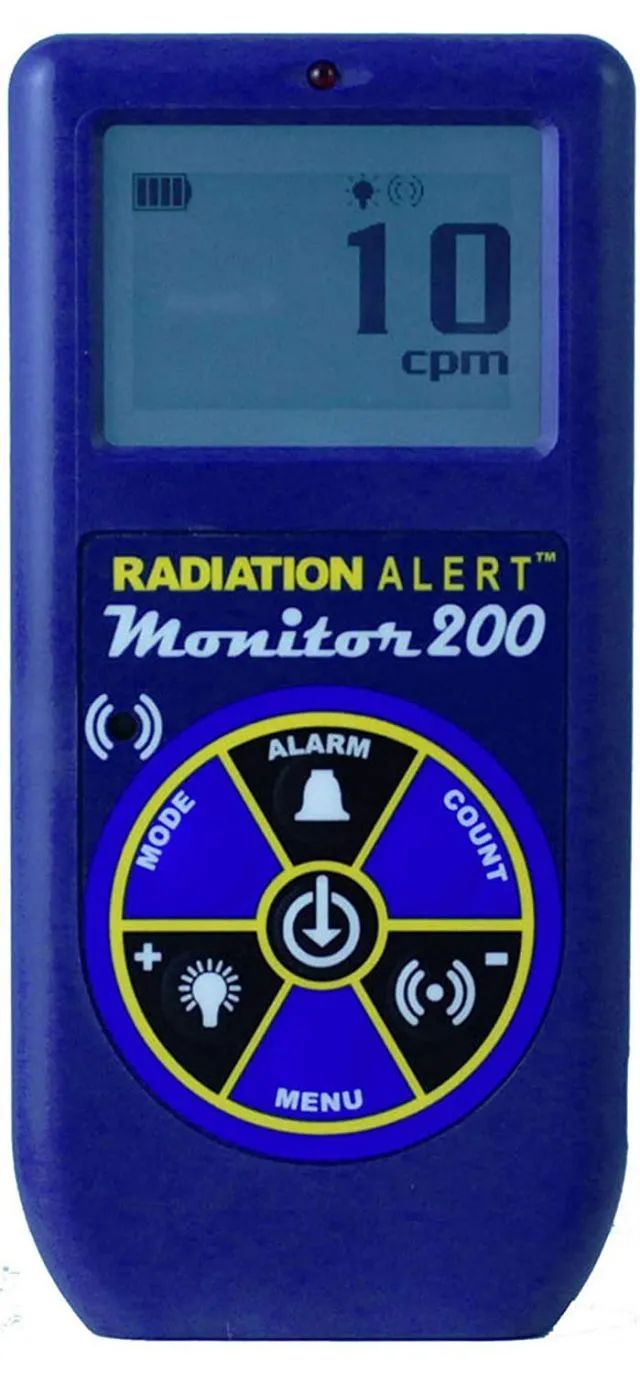 10
cpm
RADIATION ALERT™
Monitor 200
ALARM
MODE
COUNT
+
-
MENU